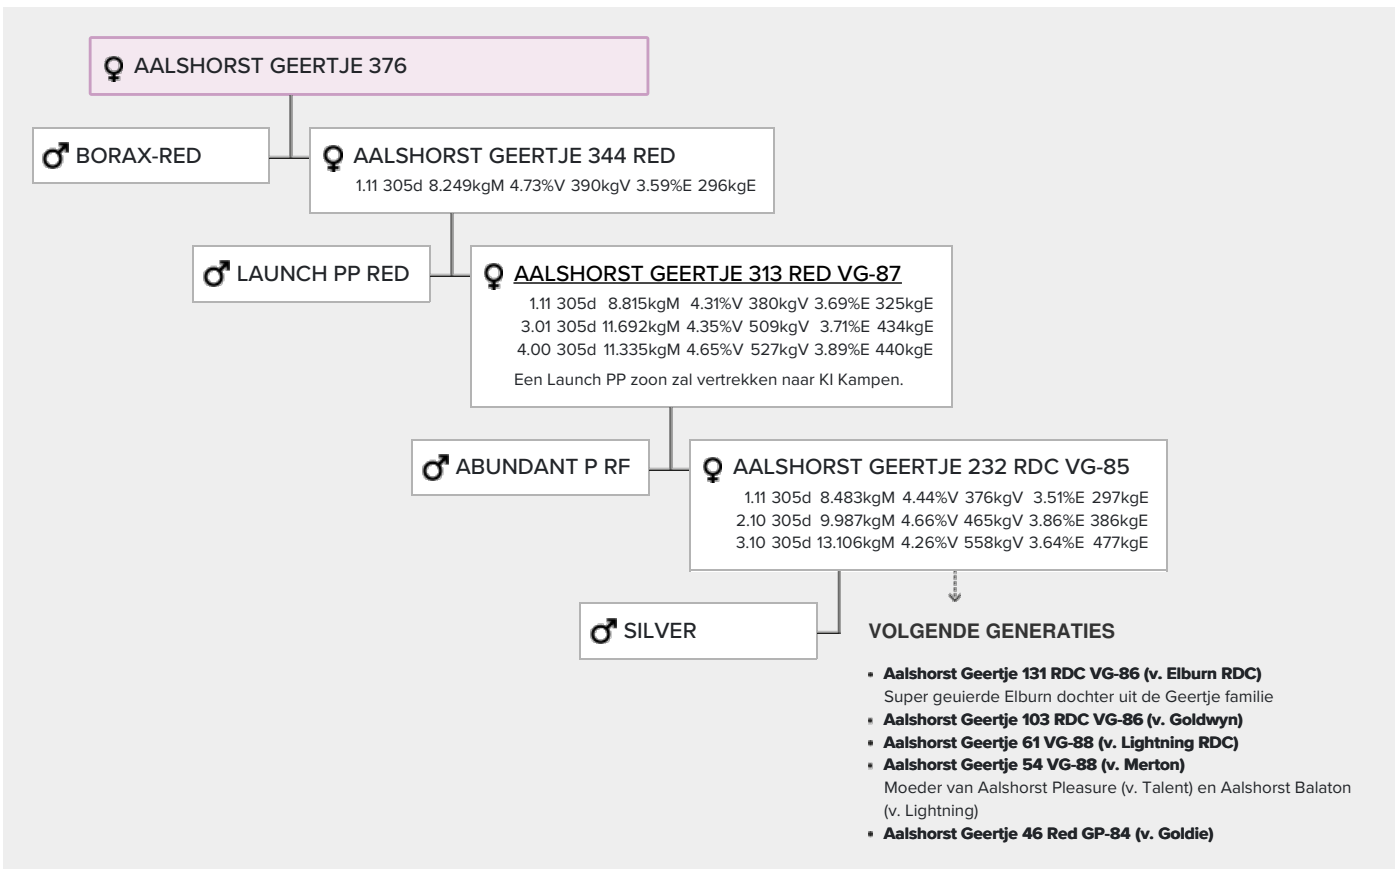 AALSHORST GEERTJE 376
BORAX-RED
AALSHORST GEERTJE 344 RED
1.11 305d 8.249kgM 4.73%V 390kgV 3.59%E 296kgE
LAUNCH PP RED
AALSHORST GEERTJE 313 RED VG-87
1.11 305d 8.815kgM 4.31%V 380kgV 3.69%E 325kgE
3.01 305d 11.692kgM 4.35%V 509kgV 3.71%E 434kgE
4.00 305d 11.335kgM 4.65%V 527kgV 3.89%E 440kgE
Een Launch PP zoon zal vertrekken naar KI Kampen.
ABUNDANT P RF
AALSHORST GEERTJE 232 RDC VG-85
1.11 305d 8.483kgM 4.44%V 376kgV 3.51%E 297kgE
2.10 305d 9.987kgM 4.66%V 465kgV 3.86%E 386kgE
3.10 305d 13.106kgM 4.26%V 558kgV 3.64%E 477kgE
SILVER
VOLGENDE GENERATIES
• Aalshorst Geertje 131 RDC VG-86 (v. Elburn RDC)
Super geuierde Elburn dochter uit de Geertje familie
• Aalshorst Geertje 103 RDC VG-86 (v. Goldwyn)
• Aalshorst Geertje 61 VG-88 (v. Lightning RDC)
• Aalshorst Geertje 54 VG-88 (v. Merton)
Moeder van Aalshorst Pleasure (v. Talent) en Aalshorst Balaton
(v. Lightning)
• Aalshorst Geertje 46 Red GP-84 (v. Goldie)